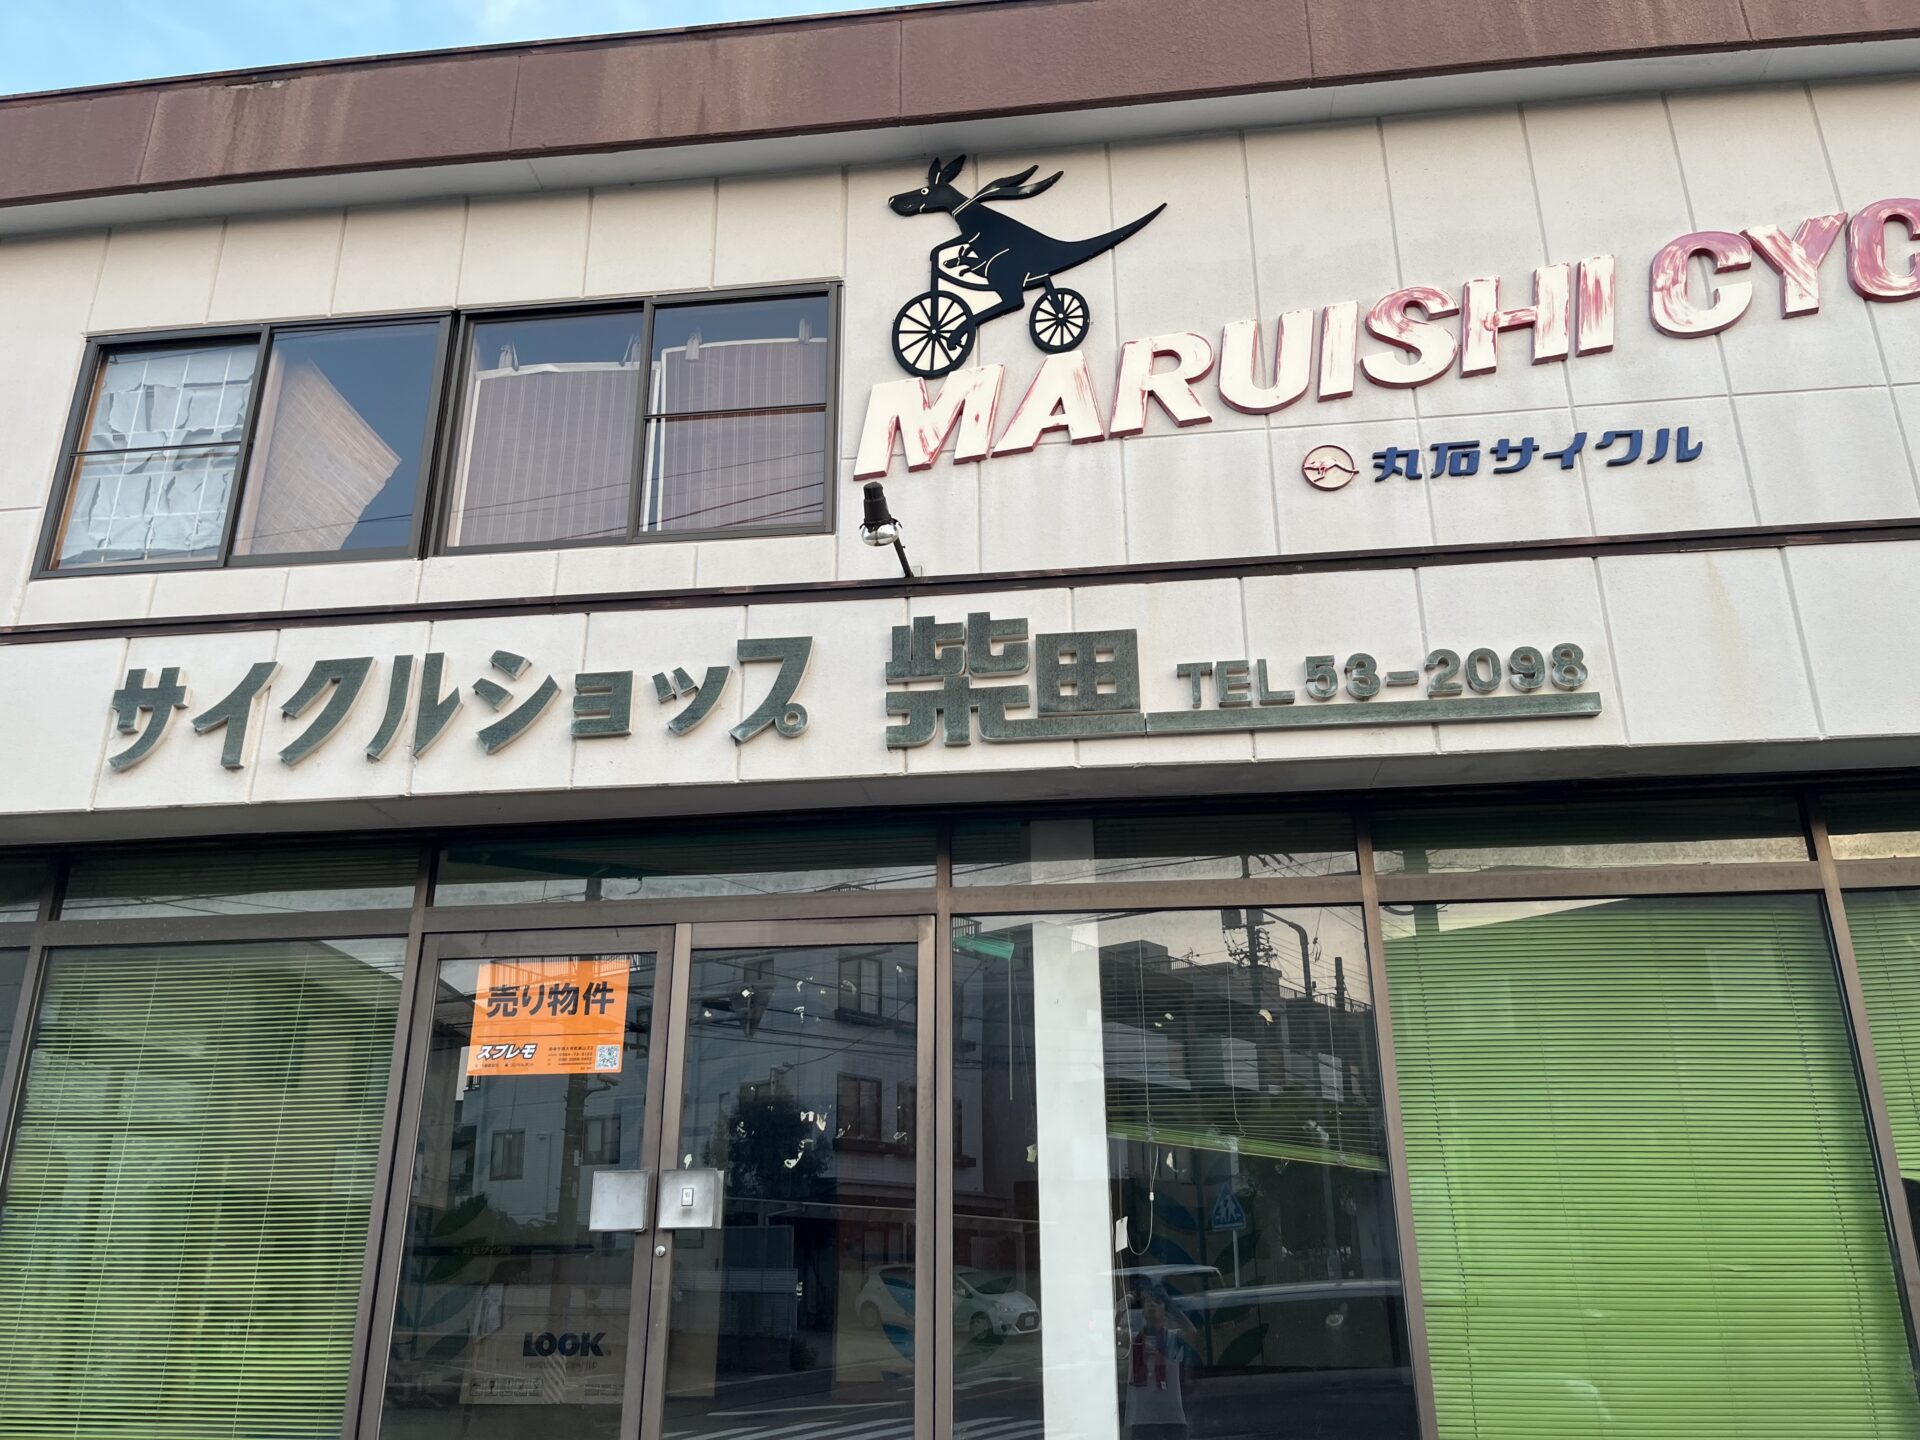 MARUISHI CYC
丸石サイクル
サイクルショップ 柴田 TEL 53-2098
売り物件
スプレモ
LOOK